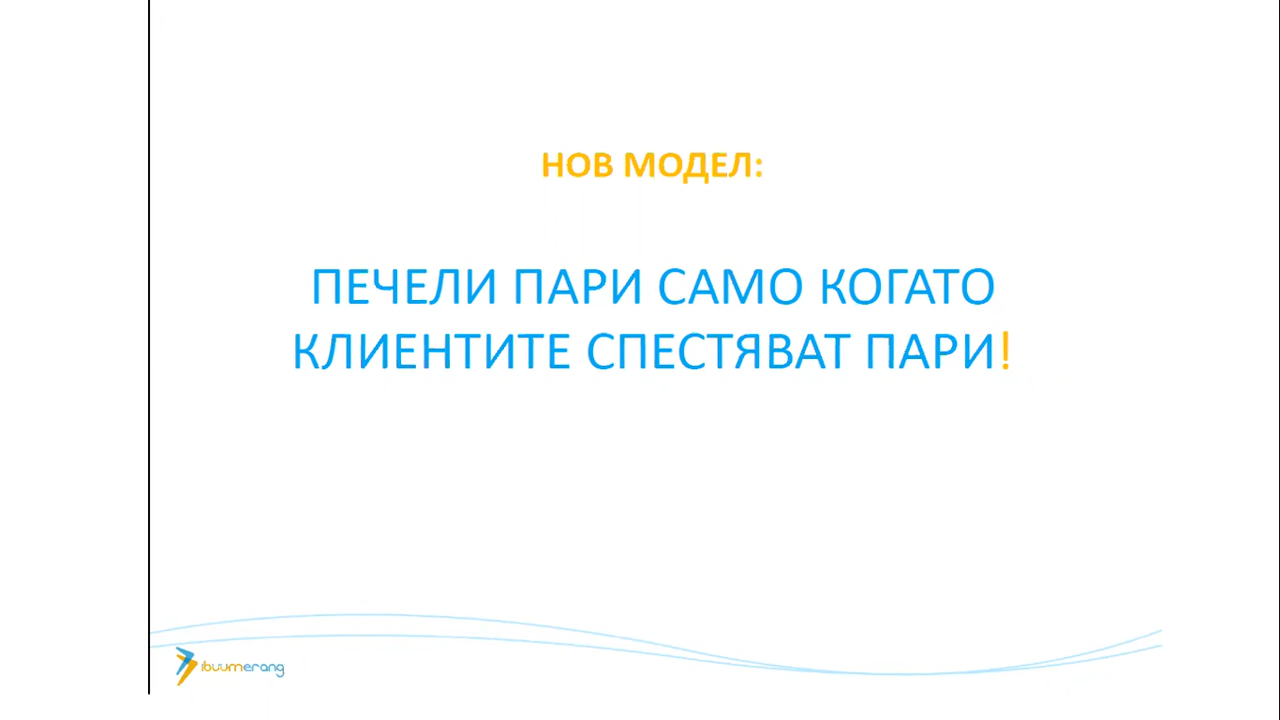 НОВ МОДЕЛ:
ПЕЧЕЛИ ПАРИ САМО КОГАТО
КЛИЕНТИТЕ СПЕСТЯВАТ ПАРИ!
ibuumerang